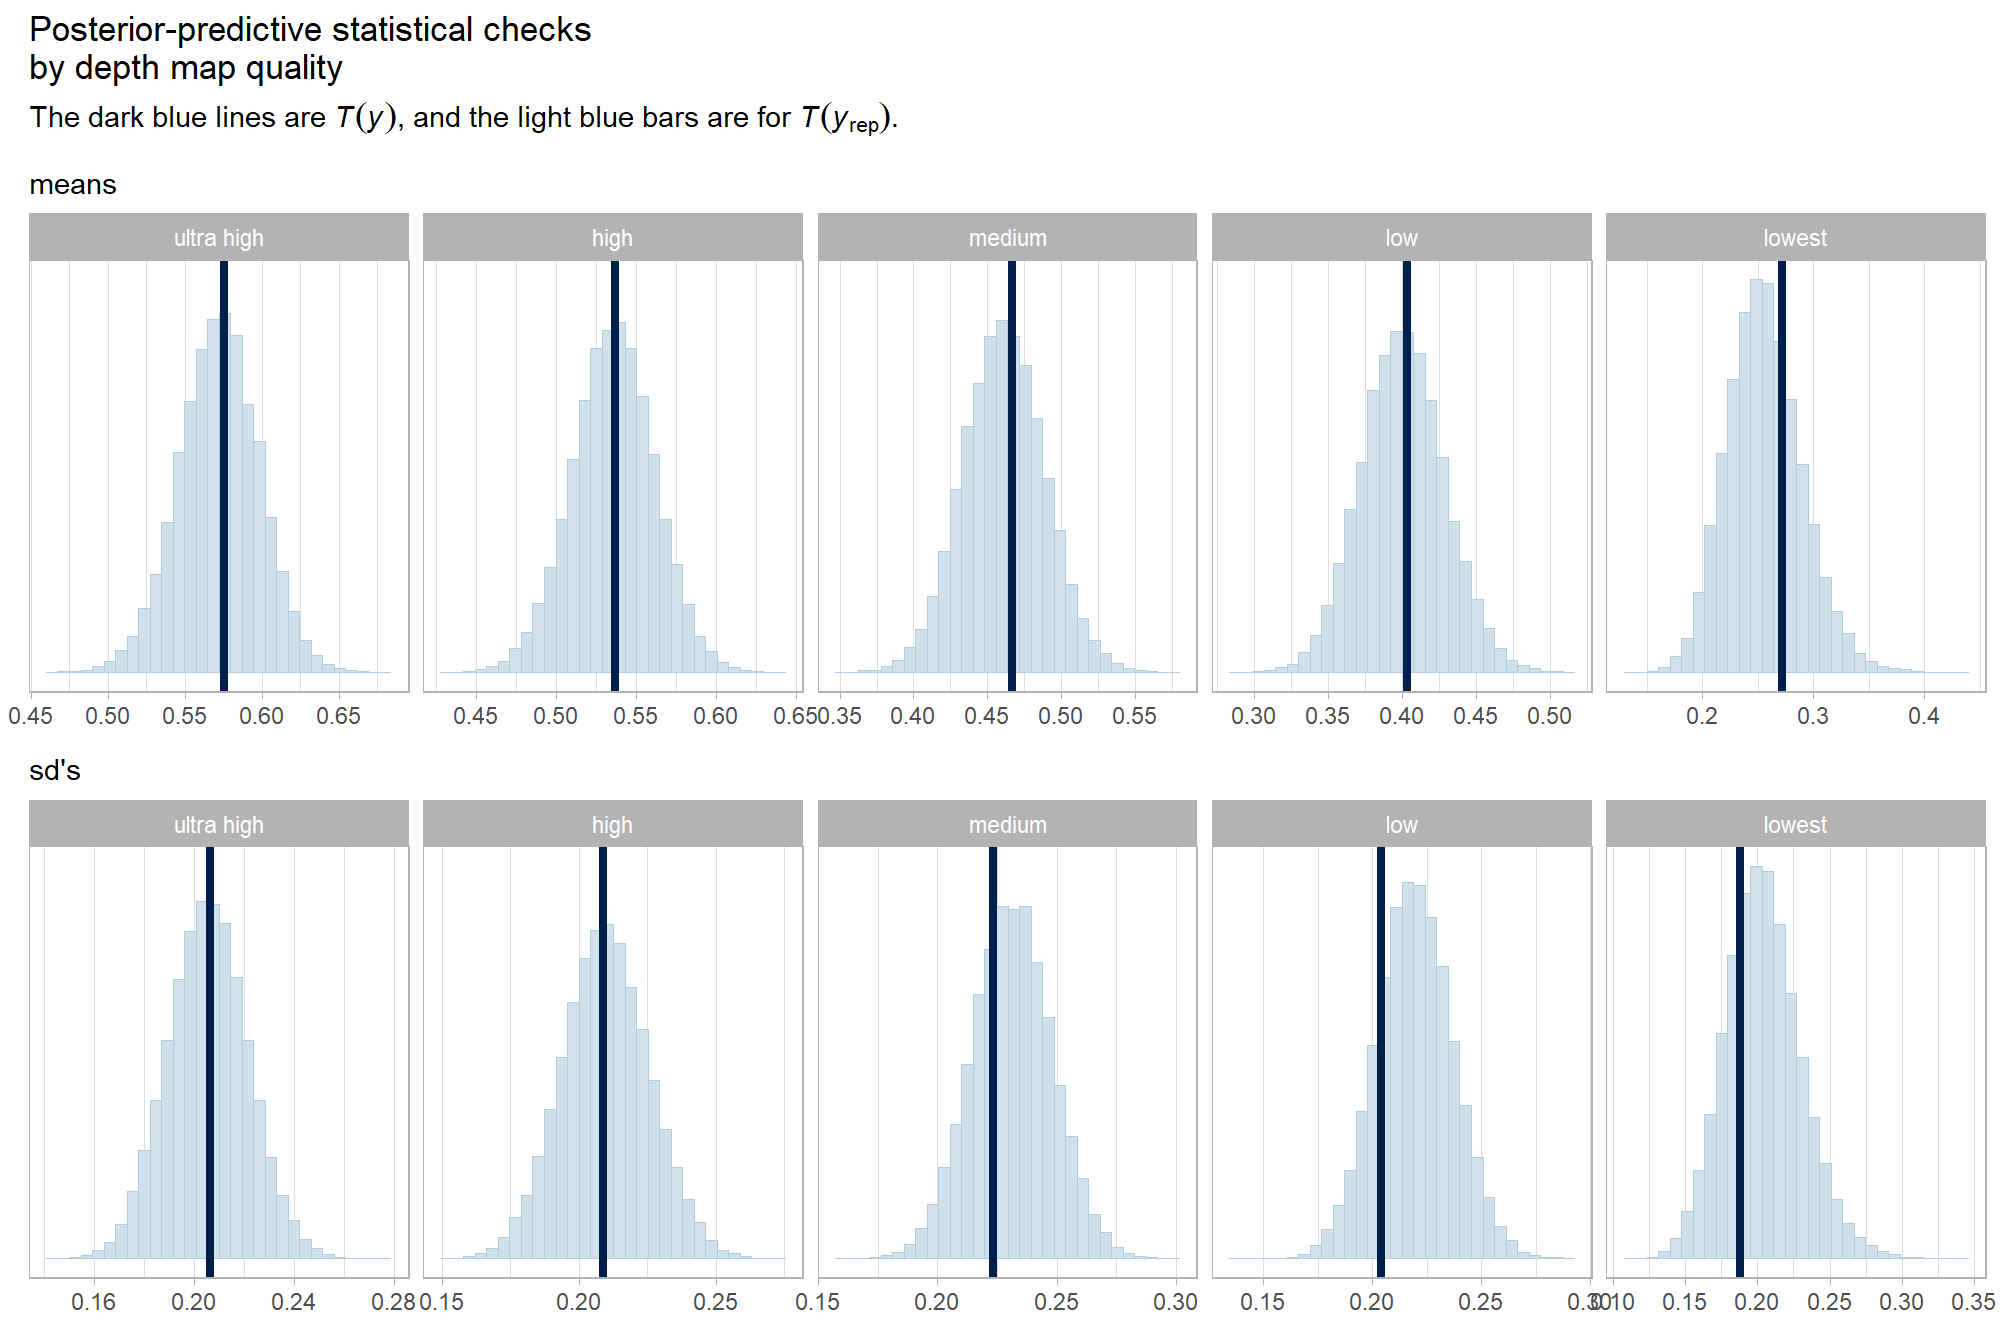 Posterior-predictive statistical checks
by depth map quality
The dark blue lines are T(y), and the light blue bars are for T(y_rep).
means
ultra high high medium low lowest
0.45 0.50 0.55 0.60 0.65 0.45 0.50 0.55 0.60 0.65 0.35 0.40 0.45 0.50 0.55 0.30 0.35 0.40 0.45 0.50 0.2 0.3 0.4
sd's
ultra high high medium low lowest
0.16 0.20 0.24 0.28 0.15 0.20 0.25 0.15 0.20 0.25 0.30 0.15 0.20 0.25 0.30 0.10 0.15 0.20 0.25 0.30 0.35